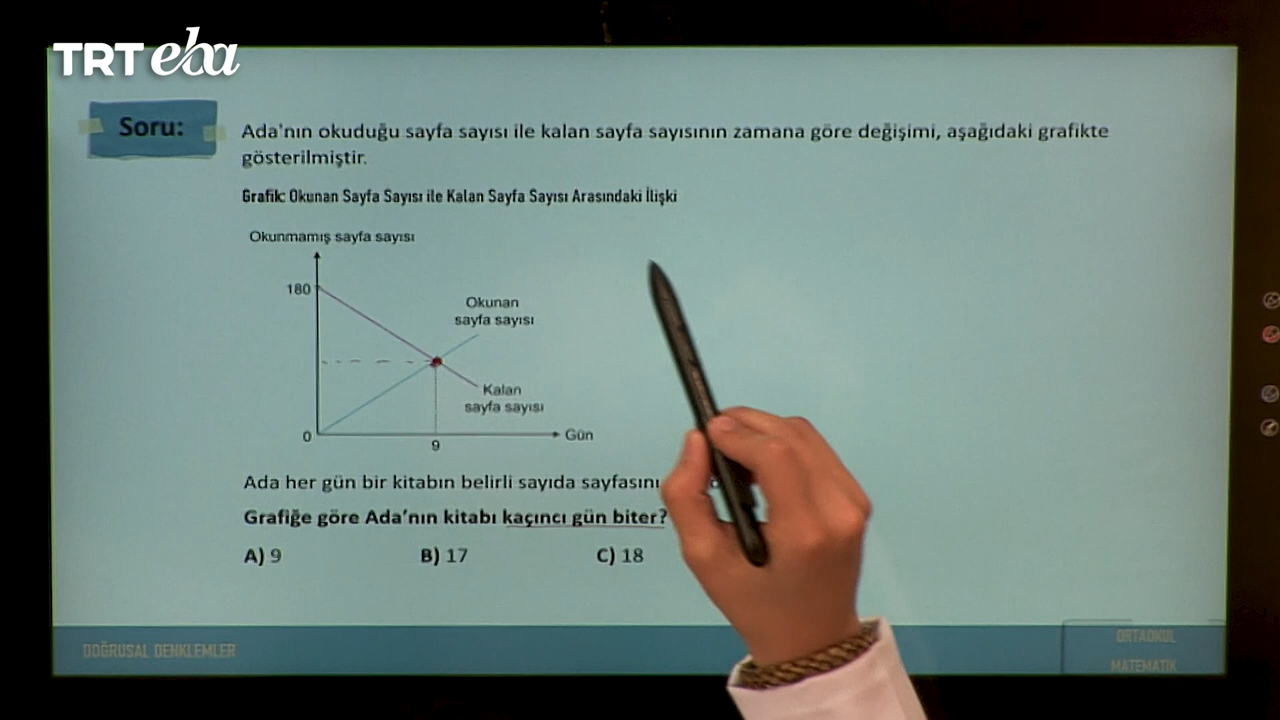 TRT eba
Soru:
Ada'nın okuduğu sayfa sayısı ile kalan sayfa sayısının zamana göre değişimi, aşağıdaki grafikte
gösterilmiştir.
Grafik: Okunan Sayfa Sayısı ile Kalan Sayfa Sayısı Arasındaki İlişki
Okunmamış sayfa sayısı
180
Okunan
sayfa sayısı
Kalan
sayfa sayısı
0
9
Gün
Ada her gün bir kitabın belirli sayıda sayfasını
Grafiğe göre Ada'nın kitabı kaçıncı gün biter?
A) 9 B) 17 C) 18
DOĞRUSAL DENKLEMLER
ORTAOKUL
MATEMATİK